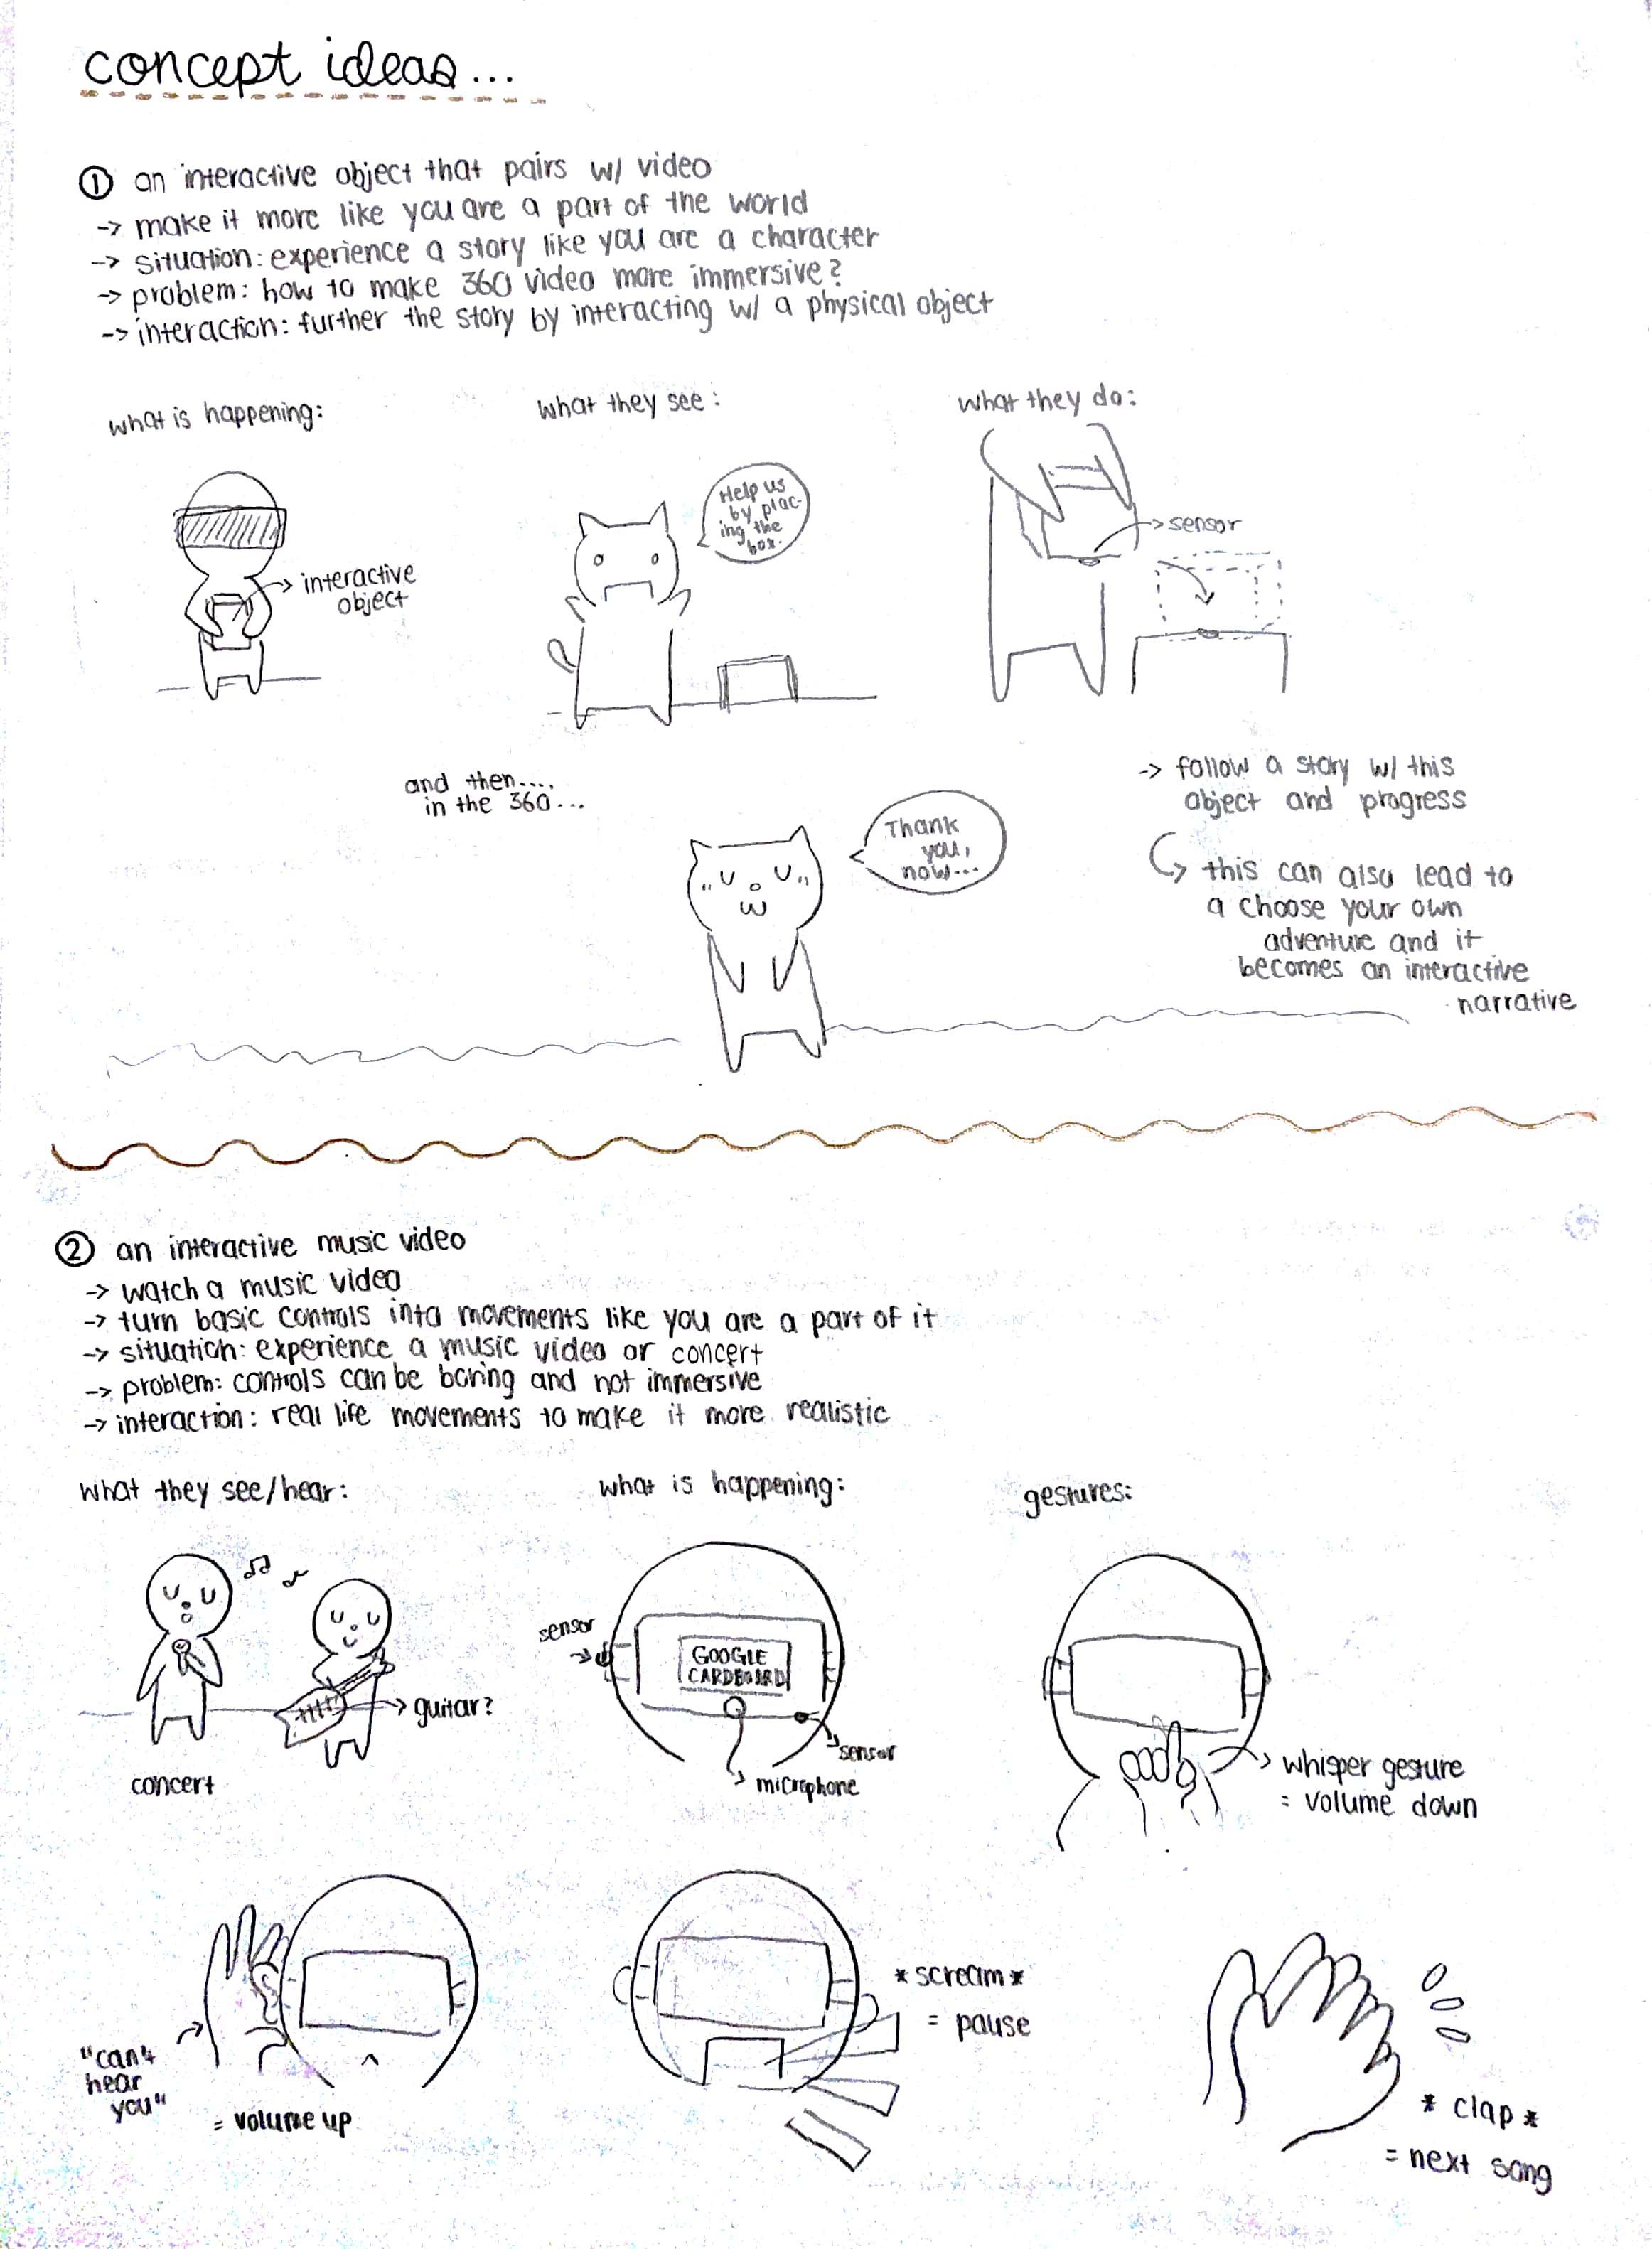 concept ideas...
① an interactive object that pairs w/ video
-> make it more like you are a part of the world
-> situation: experience a story like you are a character
-> problem: how to make 360 video more immersive?
-> interaction: further the story by interacting w/ a physical object
what is happening:
what they see:
what they do:
-> interactive
object
Help us
by plac-
ing the
box.
-> sensor
and then....
in the 360...
Thank
you,
now...
-> follow a story w/ this
object and progress
this can also lead to
a choose your own
adventure and it
becomes an interactive
narrative
② an interactive music video
-> watch a music video
-> turn basic controls into movements like you are a part of it
-> situation: experience a music video or concert
-> problem: controls can be boring and not immersive
-> interaction: real life movements to make it more realistic
what they see/hear:
what is happening:
gestures:
-> guitar?
concert
sensor
GOOGLE
CARDBOARD
sensor
microphone
whisper gesture
= volume down
"can't
hear
you"
= volume up
*scream*
= pause
* clap *
= next song